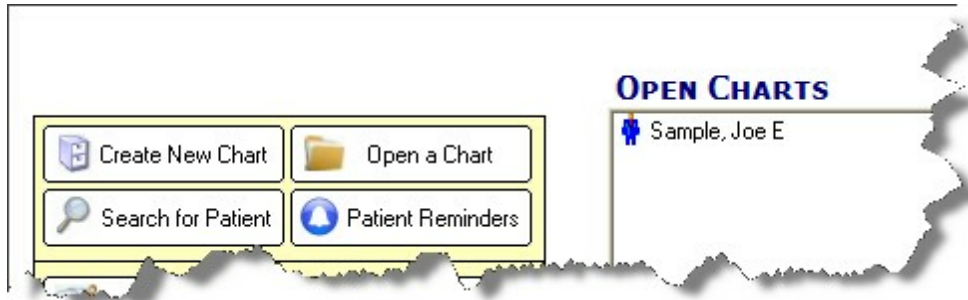 OPEN CHARTS
Sample, Joe E
Create New Chart
Open a Chart
Search for Patient
Patient Reminders